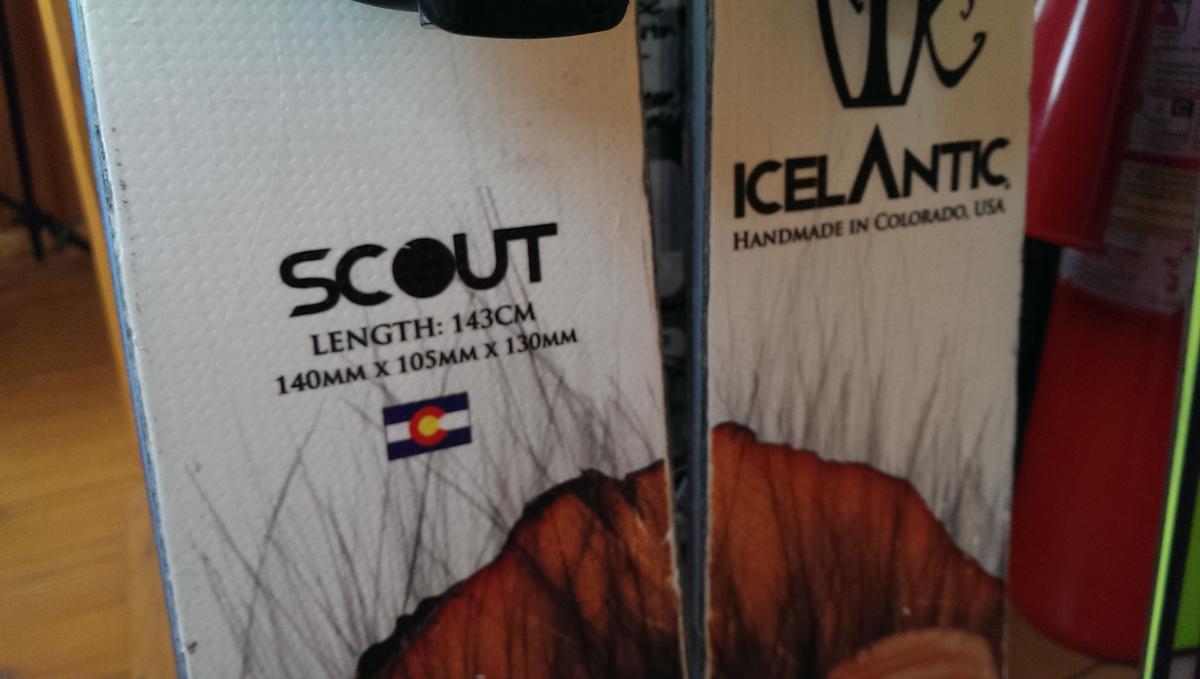 SCOUT
LENGTH: 143CM
140MM X 105MM X 130MM
ICELANTIC
HANDMADE IN COLORADO, USA